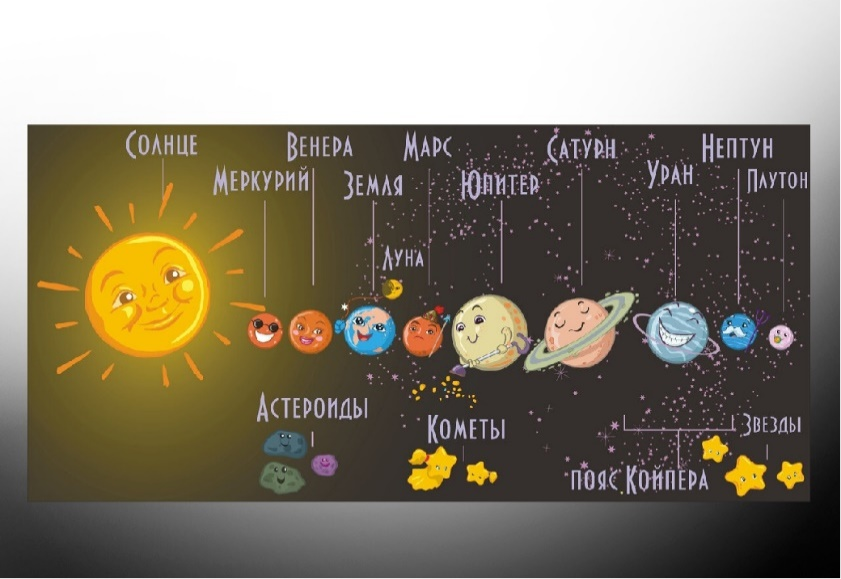 Солнце
Меркурий
Венера
Земля
Луна
Марс
Юпитер
Сатурн
Уран
Нептун
Плутон
Астероиды
Кометы
пояс Койпера
Звезды